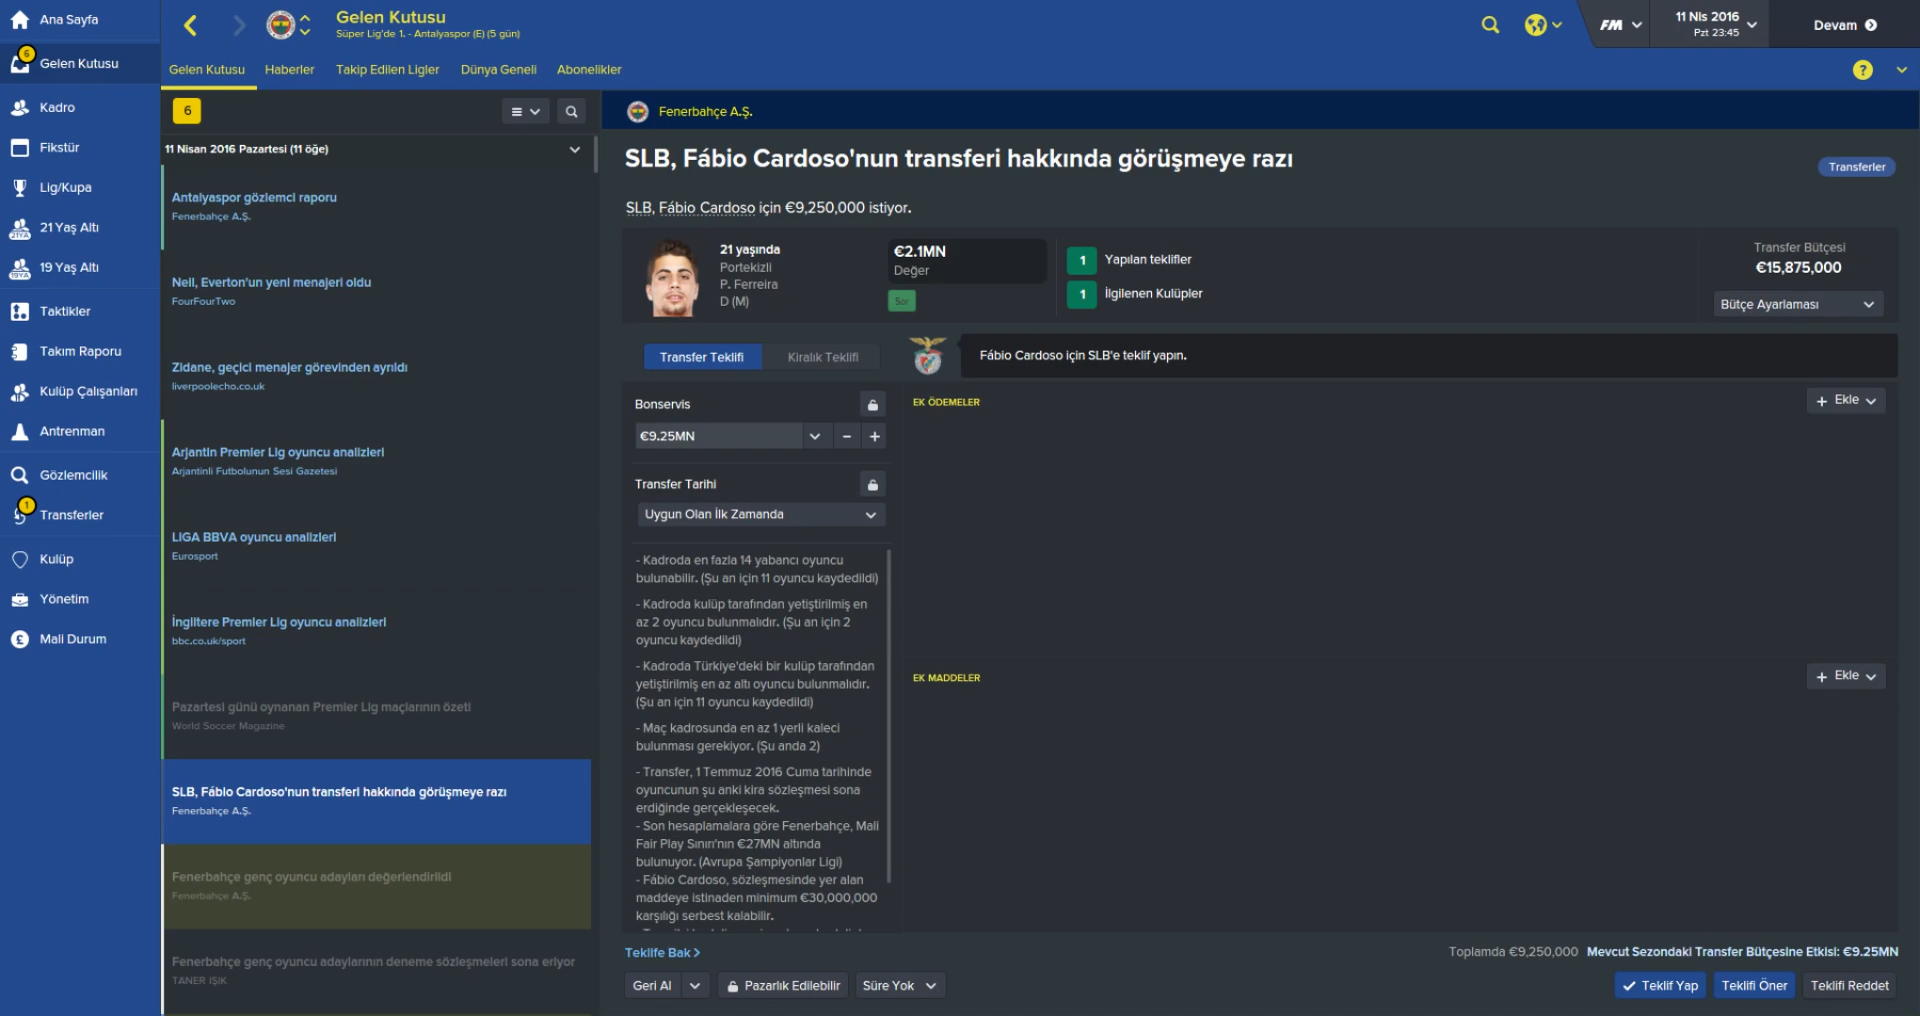 Ana Sayfa
6
Gelen Kutusu
Kadro
Fikstür
Lig/Kupa
21 Yaş Altı
19 Yaş Altı
Taktikler
Takım Raporu
Kulüp Çalışanları
Antrenman
Gözlemcilik
1
Transferler
Kulüp
Yönetim
Mali Durum
Gelen Kutusu
Süper Lig'de 1. - Antalyaspor (E) (5 gün)
FM
11 Nis 2016
Pzt 23:45
Devam
Gelen Kutusu
Haberler
Takip Edilen Ligler
Dünya Geneli
Abonelikler
?
6
11 Nisan 2016 Pazartesi (11 öğe)
Antalyaspor gözlemci raporu
Fenerbahçe A.Ş.
Neil, Everton'un yeni menajeri oldu
FourFourTwo
Zidane, geçici menajer görevinden ayrıldı
liverpoolecho.co.uk
Arjantin Premier Lig oyuncu analizleri
Arjantinli Futbolunun Sesi Gazetesi
LIGA BBVA oyuncu analizleri
Eurosport
İngiltere Premier Lig oyuncu analizleri
bbc.co.uk/sport
Pazartesi günü oynanan Premier Lig maçlarının özeti
World Soccer Magazine
SLB, Fábio Cardoso'nun transferi hakkında görüşmeye razı
Fenerbahçe A.Ş.
Fenerbahçe genç oyuncu adayları değerlendirildi
Fenerbahçe A.Ş.
Fenerbahçe genç oyuncu adaylarının deneme sözleşmeleri sona eriyor
TANER IŞIK
Fenerbahçe A.Ş.
SLB, Fábio Cardoso'nun transferi hakkında görüşmeye razı
Transferler
SLB, Fábio Cardoso için €9,250,000 istiyor.
21 yaşında
Portekizli
P. Ferreira
D (M)
€2.1MN
Değer
Sor
1 Yapılan teklifler
1 İlgilenen Kulüpler
Transfer Bütçesi
€15,875,000
Bütçe Ayarlaması
Transfer Teklifi
Kiralık Teklifi
Fábio Cardoso için SLB'e teklif yapın.
Bonservis
€9.25MN
Transfer Tarihi
Uygun Olan İlk Zamanda
- Kadroda en fazla 14 yabancı oyuncu
bulunabilir. (Şu an için 11 oyuncu kaydedildi)
- Kadroda kulüp tarafından yetiştirilmiş en
az 2 oyuncu bulunmalıdır. (Şu an için 2
oyuncu kaydedildi)
- Kadroda Türkiye'deki bir kulüp tarafından
yetiştirilmiş en az altı oyuncu bulunmalıdır.
(Şu an için 11 oyuncu kaydedildi)
- Maç kadrosunda en az 1 yerli kaleci
bulunması gerekiyor. (Şu anda 2)
- Transfer, 1 Temmuz 2016 Cuma tarihinde
oyuncunun şu anki kira sözleşmesi sona
erdiğinde gerçekleşecek.
- Son hesaplamalara göre Fenerbahçe, Mali
Fair Play Sınırı'nın €27MN altında
bulunuyor. (Avrupa Şampiyonlar Ligi)
- Fábio Cardoso, sözleşmesinde yer alan
maddeye istinaden minimum €30,000,000
karşılığı serbest kalabilir.
EK ÖDEMELER
Ekle
EK MADDELER
Ekle
Teklife Bak >
Toplamda €9,250,000 Mevcut Sezondaki Transfer Bütçesine Etkisi: €9.25MN
Geri Al
Pazarlık Edilebilir
Süre Yok
Teklif Yap
Teklifi Öner
Teklifi Reddet